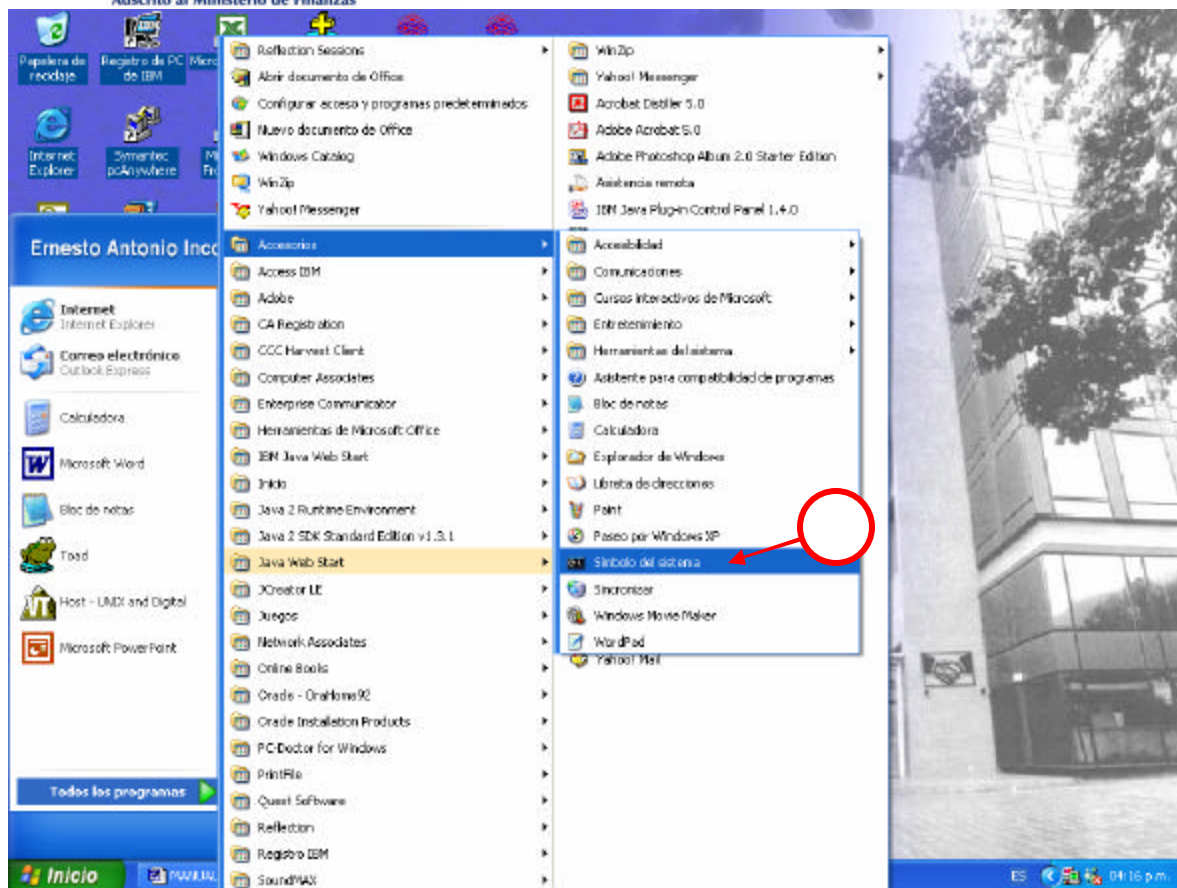 Adscrito al Ministerio de Finanzas
Papelera de reciclaje
Registro de PC de IBM
Internet Explorer
Symantec pcAnywhere
Ernesto Antonio
Internet
Internet Explorer
Correo electrónico
Outlook Express
Calculadora
Microsoft Word
Bloc de notas
Toad
Host - UNIX and Digital
Microsoft PowerPoint
Todos los programas
Inicio
Reflection Sessions
Abrir documento de Office
Configurar acceso y programas predeterminados
Nuevo documento de Office
Windows Catalog
WinZip
Yahoo! Messenger
Accesorios
Access IBM
Adobe
CA Registration
CCC Harvest Client
Computer Associates
Enterprise Communicator
Herramientas de Microsoft Office
IBM Java Web Start
Inicio
Java 2 Runtime Environment
Java 2 SDK Standard Edition v1.3.1
Java Web Start
JCreator LE
Juegos
Network Associates
Online Books
Oracle - OraHome92
Oracle Installation Products
PC-Doctor for Windows
PrintFile
Quest Software
Reflection
Registro IBM
SoundMAX
WinZip
Yahoo! Messenger
Acrobat Distiller 5.0
Adobe Acrobat 5.0
Adobe Photoshop Album 2.0 Starter Edition
Asistencia remota
IBM Java Plug-in Control Panel 1.4.0
Accesibilidad
Comunicaciones
Cursos interactivos de Microsoft
Entretenimiento
Herramientas del sistema
Asistente para compatibilidad de programas
Bloc de notas
Calculadora
Explorador de Windows
Libreta de direcciones
Paint
Paseo por Windows XP
Símbolo del sistema
Sincronizar
Windows Movie Maker
WordPad
Yahoo! Mail
ES
04:16 p.m.